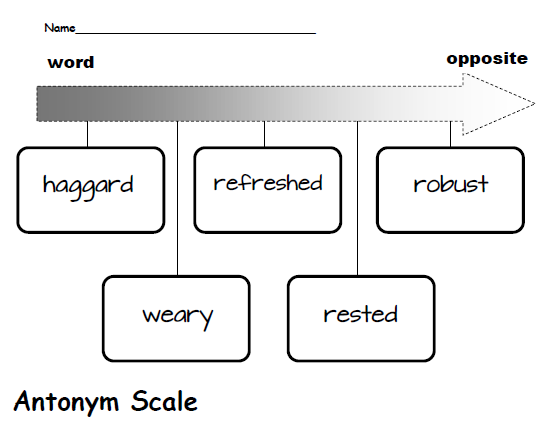 Name
word opposite
haggard refreshed robust
weary rested
Antonym Scale